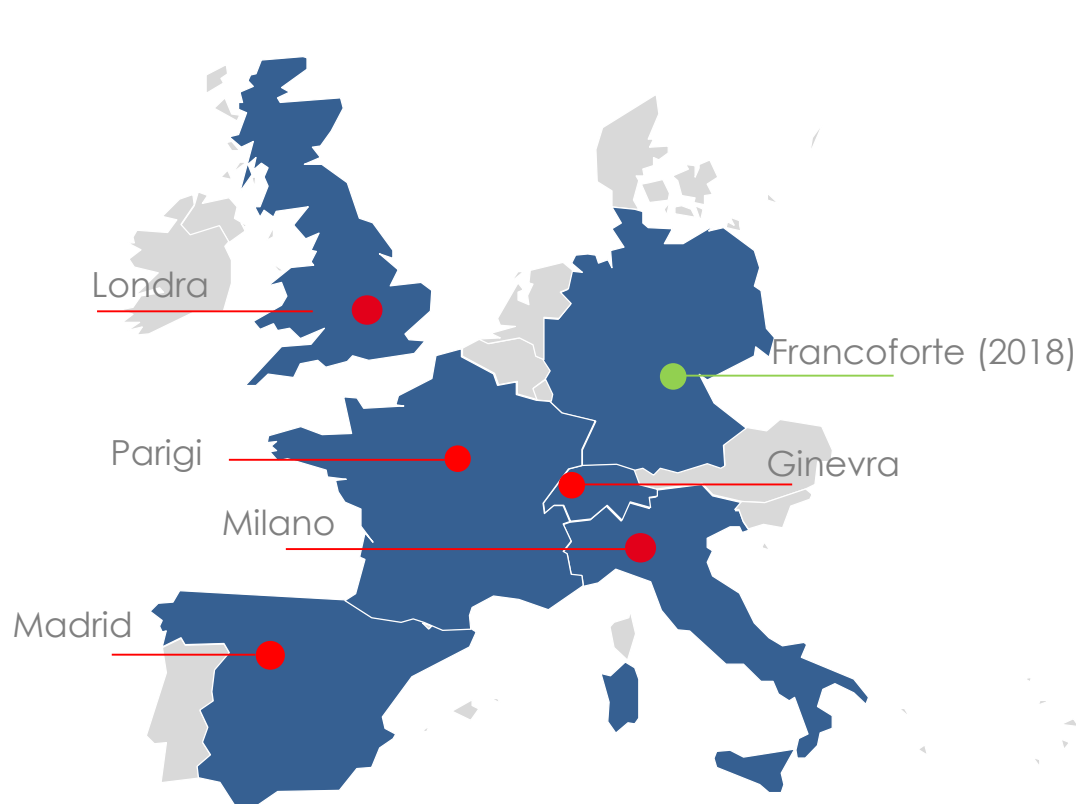 Londra
Francoforte (2018)
Parigi
Ginevra
Milano
Madrid